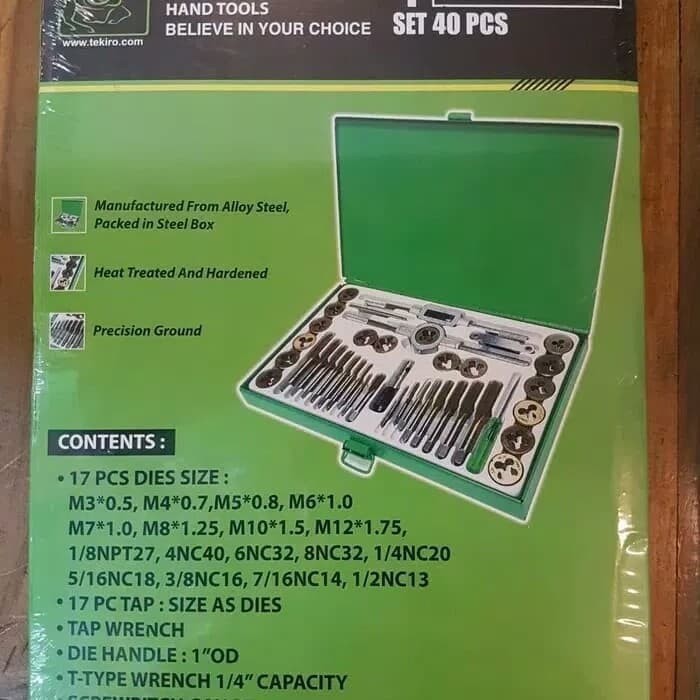 HAND TOOLS
BELIEVE IN YOUR CHOICE
SET 40 PCS
www.tekiro.com
Manufactured From Alloy Steel,
Packed in Steel Box
Heat Treated And Hardened
Precision Ground
CONTENTS :
• 17 PCS DIES SIZE :
M3*0.5, M4*0.7,M5*0.8, M6*1.0
M7*1.0, M8*1.25, M10*1.5, M12*1.75,
1/8NPT27, 4NC40, 6NC32, 8NC32, 1/4NC20
5/16NC18, 3/8NC16, 7/16NC14, 1/2NC13
• 17 PC TAP : SIZE AS DIES
• TAP WRENCH
• DIE HANDLE : 1”OD
• T-TYPE WRENCH 1/4” CAPACITY